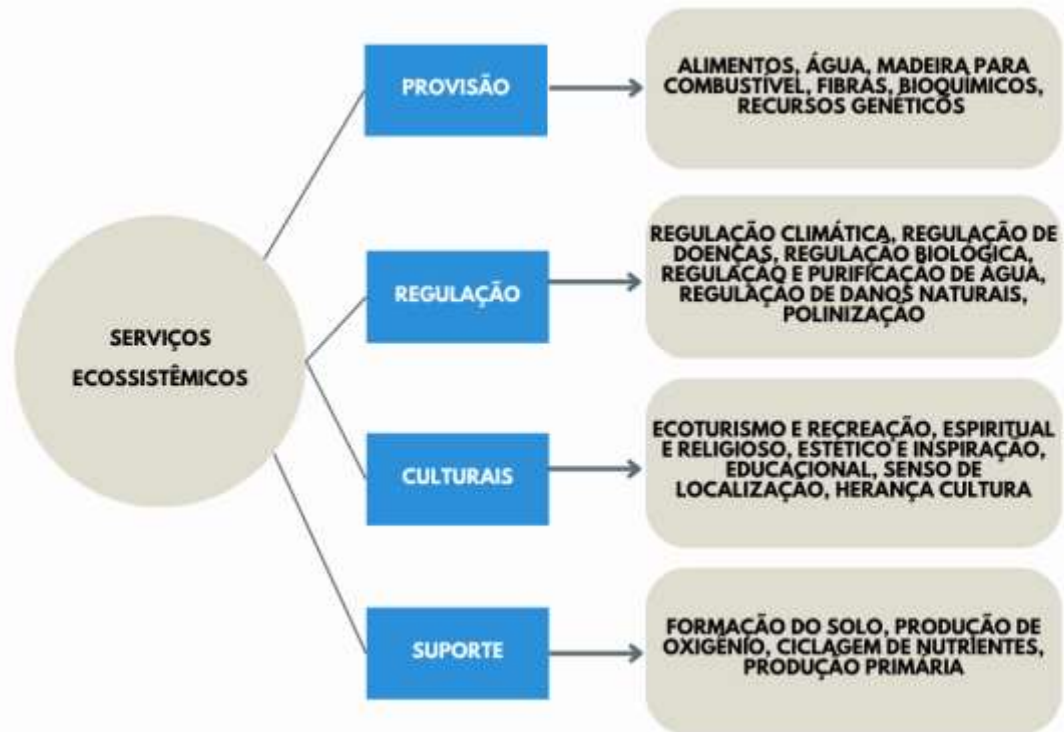 PROVISÃO
ALIMENTOS, ÁGUA, MADEIRA PARA
COMBUSTÍVEL, FIBRAS, BIOQUÍMICOS,
RECURSOS GENÉTICOS
REGULAÇÃO
REGULAÇÃO CLIMÁTICA, REGULAÇÃO DE
DOENÇAS, REGULAÇÃO BIOLÓGICA,
REGULAÇÃO E PURIFICAÇÃO DE ÁGUA,
REGULAÇÃO DE DANOS NATURAIS,
POLINIZAÇÃO
SERVIÇOS
ECOSSISTÊMICOS
CULTURAIS
ECOTURISMO E RECREAÇÃO, ESPIRITUAL
E RELIGIOSO, ESTÉTICO E INSPIRAÇÃO,
EDUCACIONAL, SENSO DE
LOCALIZAÇÃO, HERANÇA CULTURA
SUPORTE
FORMAÇÃO DO SOLO, PRODUÇÃO DE
OXIGÊNIO, CICLAGEM DE NUTRIENTES,
PRODUÇÃO PRIMÁRIA